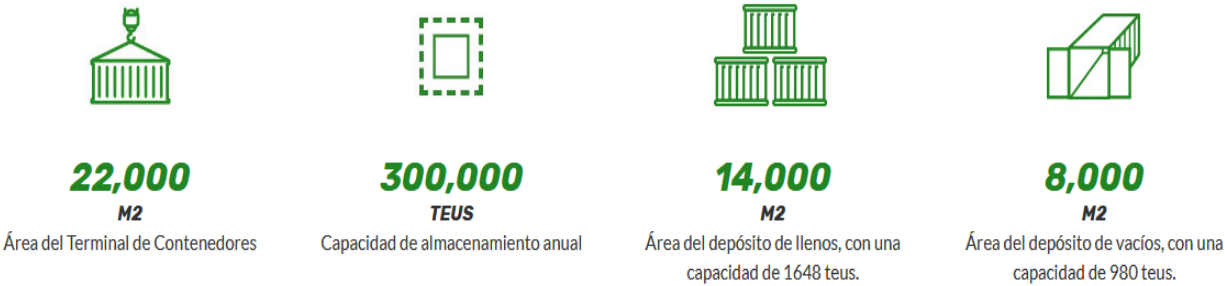 22,000
M2
Área del Terminal de Contenedores
300,000
TEUS
Capacidad de almacenamiento anual
14,000
M2
Área del depósito de llenos, con una
capacidad de 1648 teus.
8,000
M2
Área del depósito de vacíos, con una
capacidad de 980 teus.